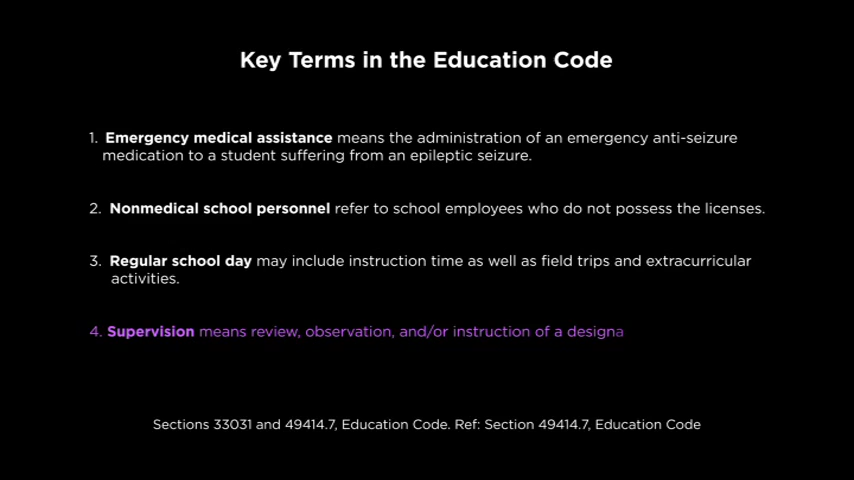 Key Terms in the Education Code
1. Emergency medical assistance means the administration of an emergency anti-seizure
medication to a student suffering from an epileptic seizure.
2. Nonmedical school personnel refer to school employees who do not possess the licenses.
3. Regular school day may include instruction time as well as field trips and extracurricular
activities.
4. Supervision means review, observation, and/or instruction of a designa
Sections 33031 and 49414.7, Education Code. Ref: Section 49414.7, Education Code